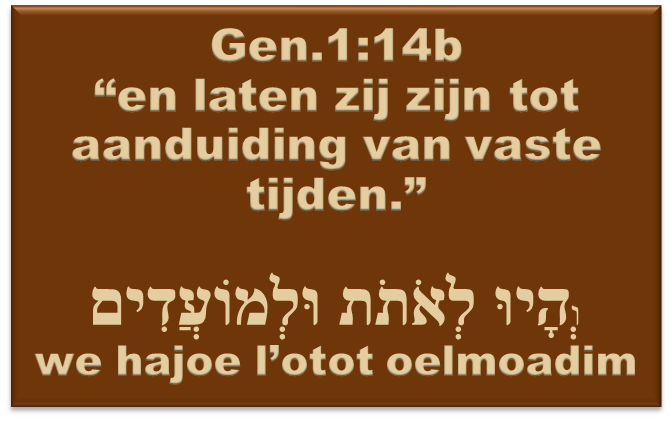 Gen.1:14b
“en laten zij zijn tot
aanduiding van vaste
tijden.”
וְהָיוּ לְאֹתֹת וּלְמוֹעֲדִים
we hajoe l’otot oelmoadim